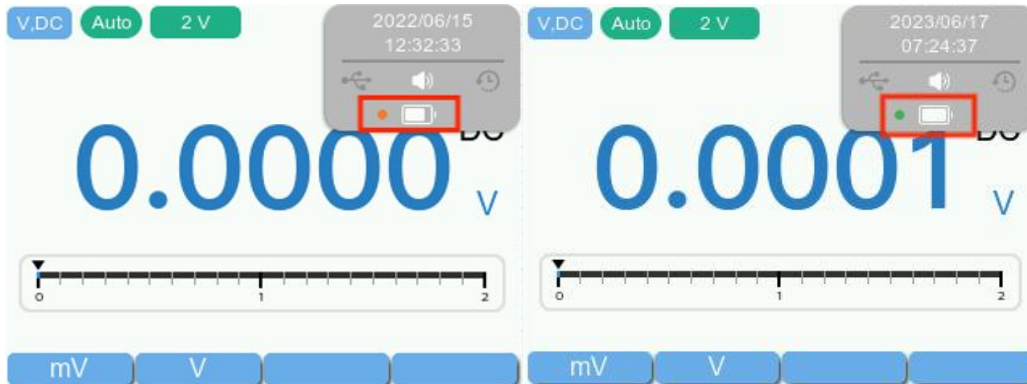 V,DC Auto 2 V 2022/06/15
12:32:33
DC
0.0000 V
0 1 2
mV V
V,DC Auto 2 V 2023/06/17
07:24:37
DC
0.0001 V
0 1 2
mV V